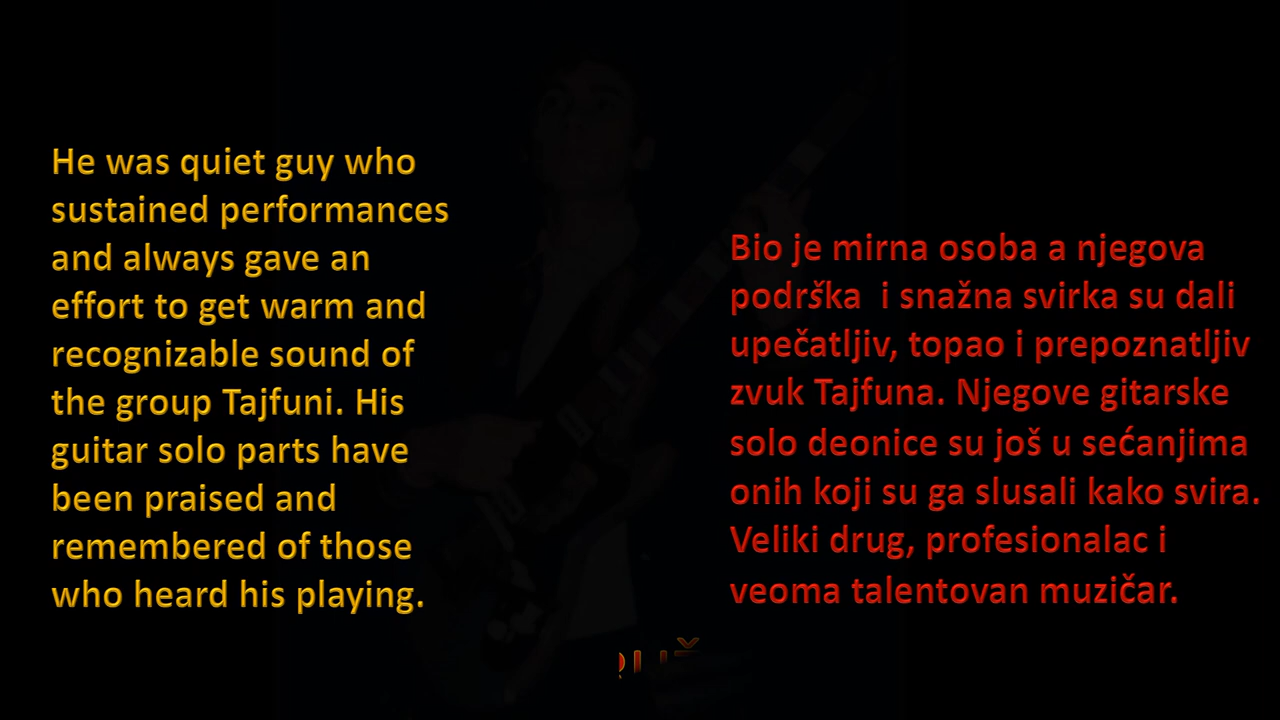 He was quiet guy who
sustained performances
and always gave an
effort to get warm and
recognizable sound of
the group Tajfuni. His
guitar solo parts have
been praised and
remembered of those
who heard his playing.
Bio je mirna osoba a njegova
podrška  i snažna svirka su dali
upečatljiv, topao i prepoznatljiv
zvuk Tajfuna. Njegove gitarske
solo deonice su još u sećanjima
onih koji su ga slusali kako svira.
Veliki drug, profesionalac i
veoma talentovan muzičar.